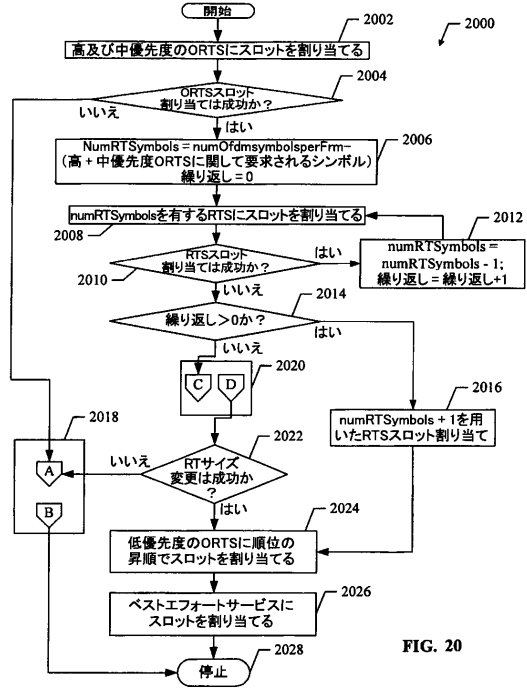 開始
2000
2002
高及び中優先度のORTSにスロットを割り当てる
2004
ORTSスロット
割り当ては成功か?
いいえ
はい
2006
NumRTSymbols = numOfdmsymbolsperFrm-
(高+中優先度ORTSに関して要求されるシンボル)
繰り返し=0
numRTSymbolsを有するRTSにスロットを割り当てる
2008
2012
numRTSymbols =
numRTSymbols - 1;
繰り返し = 繰り返し+1
RTSスロット
割り当ては成功か?
はい
2010
いいえ
2014
繰り返し>0か?
はい
いいえ
2020
C
D
2016
numRTSymbols + 1を用
いたRTSスロット割り当て
2018
A
B
2022
RTサイズ
変更は成功か
?
いいえ
はい
2024
低優先度のORTSに順位の
昇順でスロットを割り当てる
2026
ベストエフォートサービスに
スロットを割り当てる
2028
停止
FIG. 20